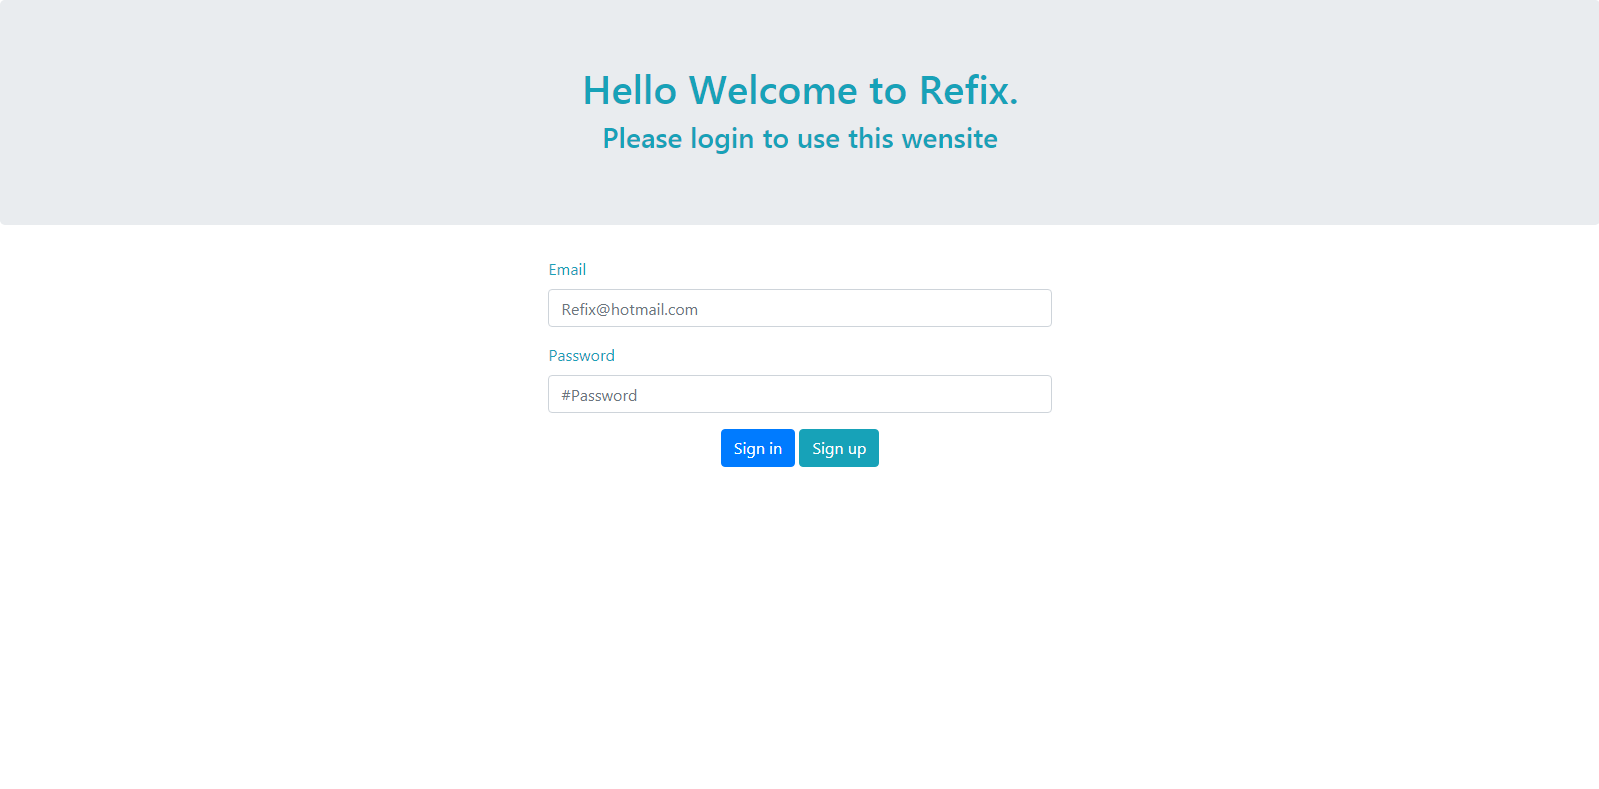 Hello Welcome to Refix.
Please login to use this wensite
Email
Refix@hotmail.com
Password
#Password
Sign in Sign up